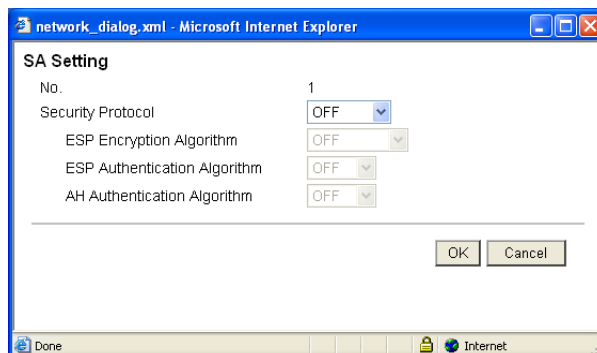 network_dialog.xml - Microsoft Internet Explorer
SA Setting
No. 1
Security Protocol OFF
ESP Encryption Algorithm OFF
ESP Authentication Algorithm OFF
AH Authentication Algorithm OFF
OK Cancel
Done Internet